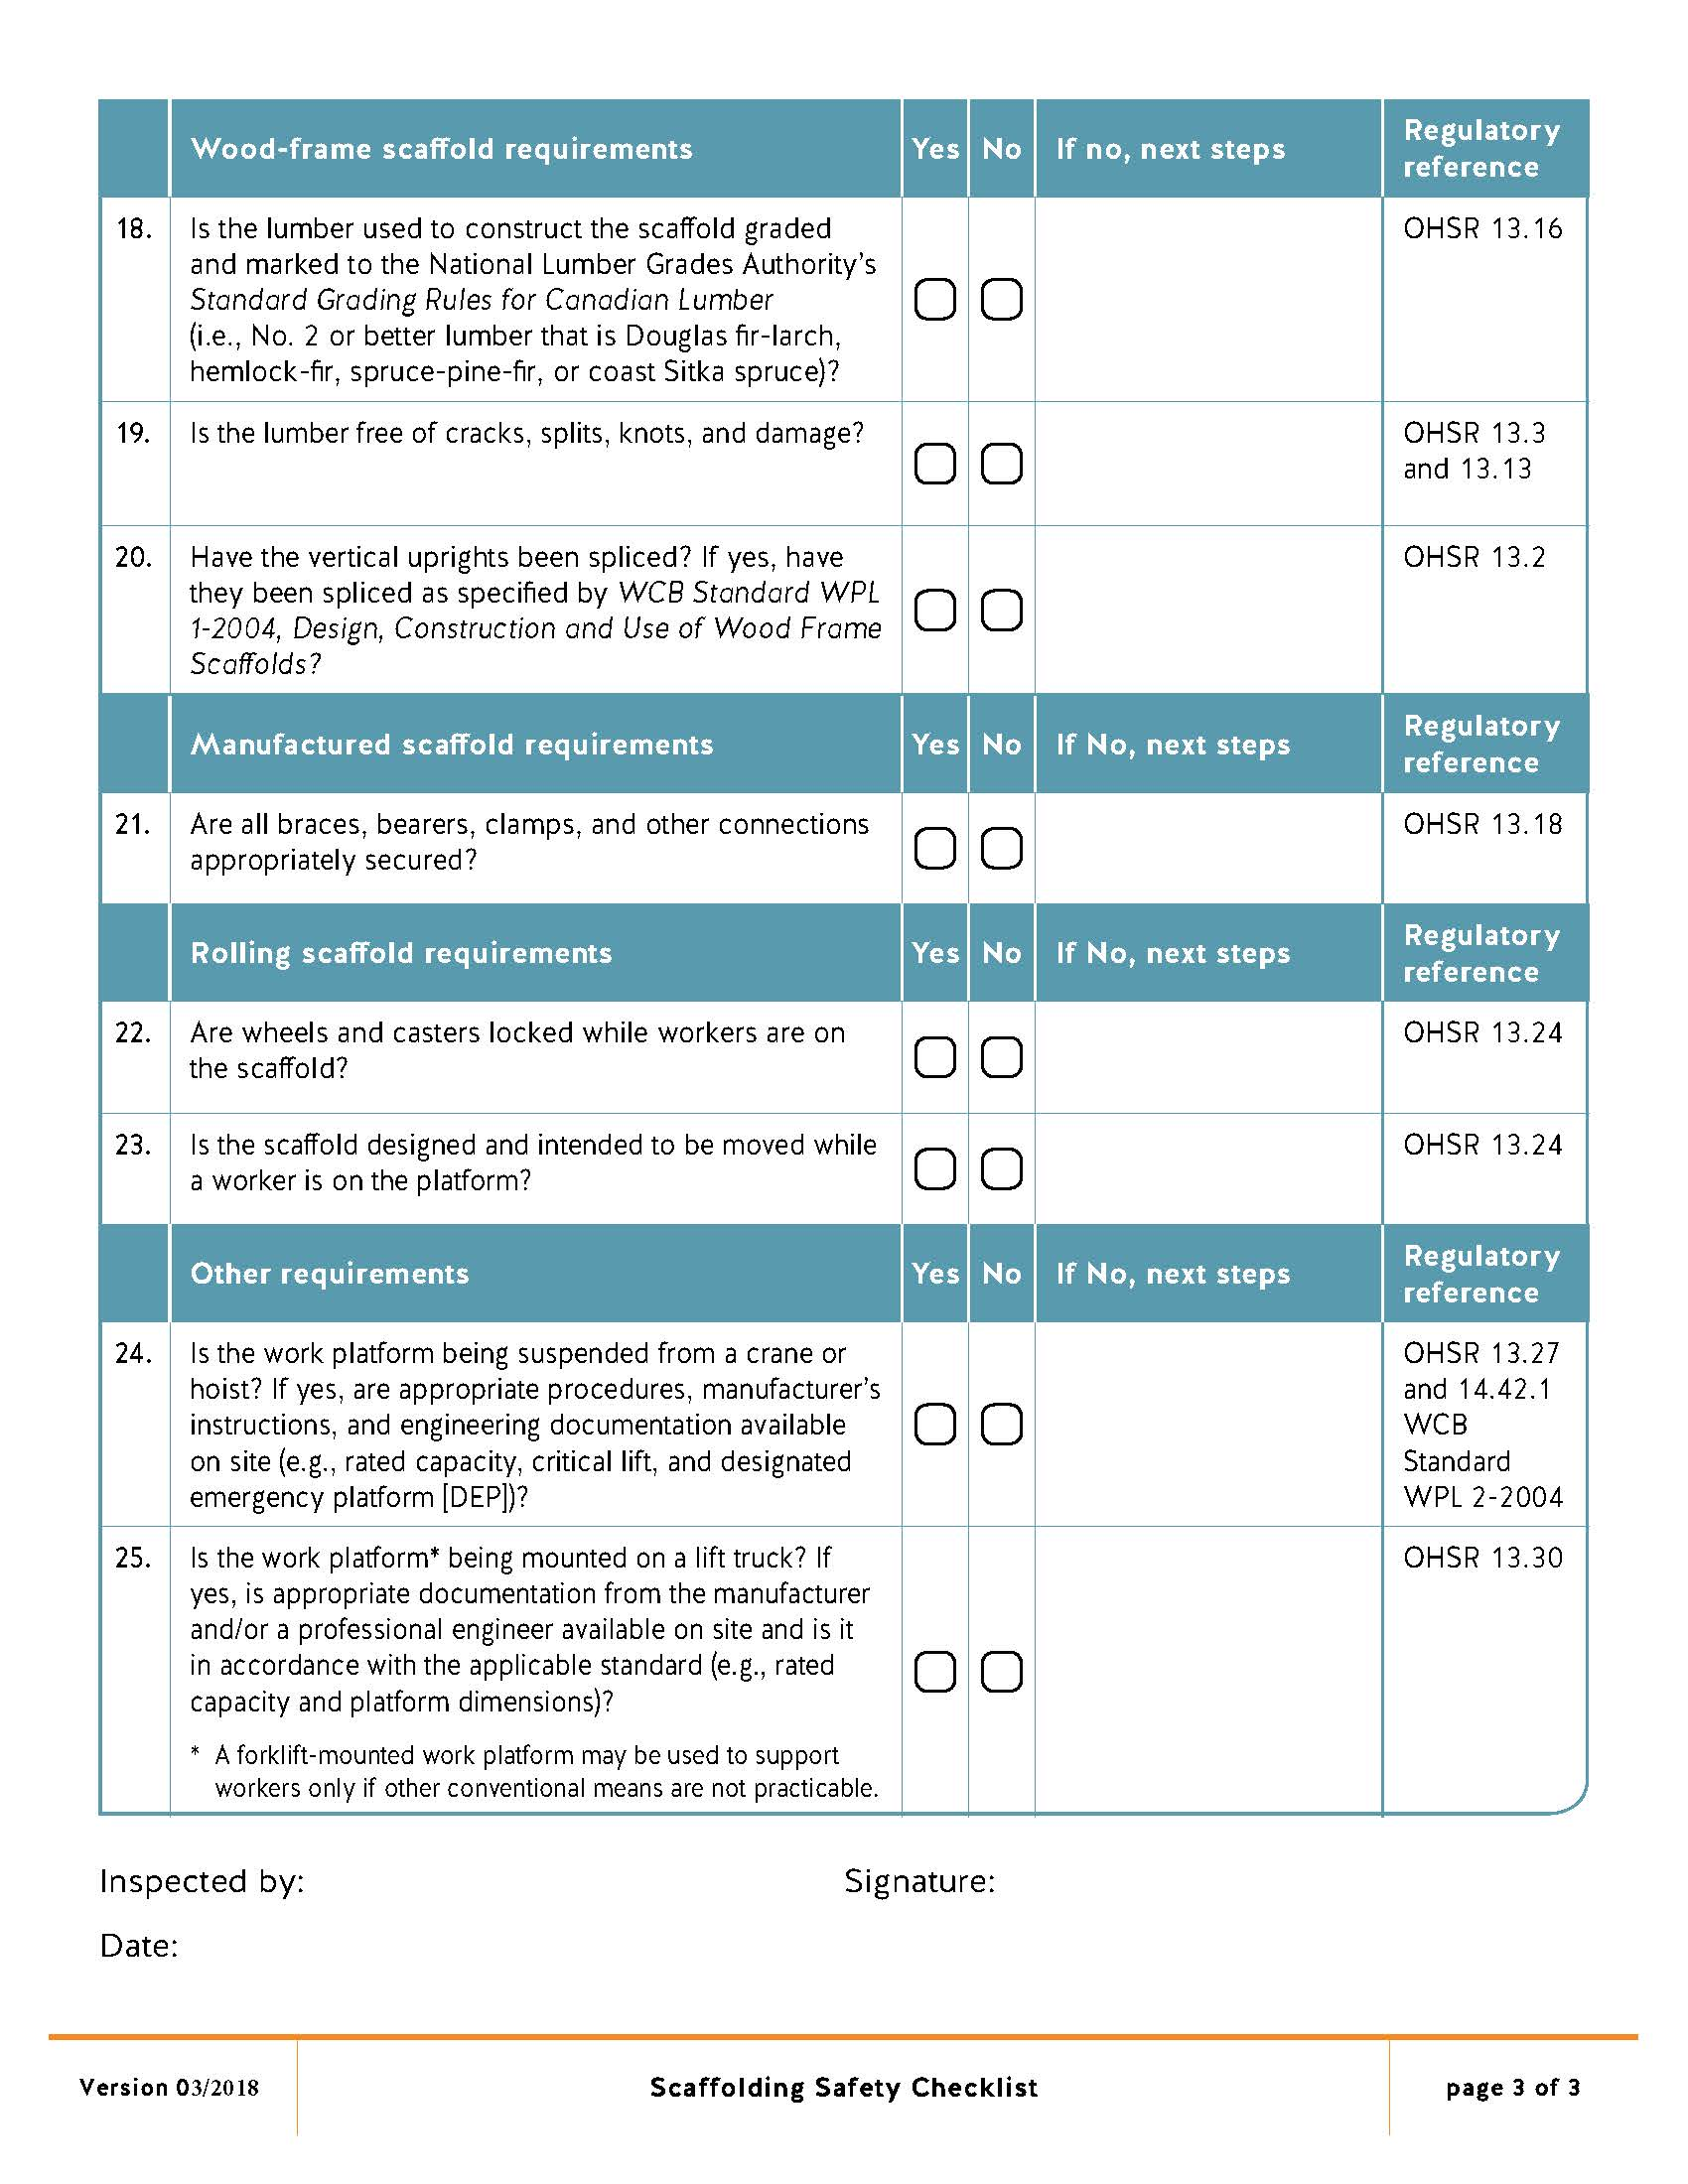 Wood-frame scaffold requirements Yes No If no, next steps Regulatory reference
18. Is the lumber used to construct the scaffold graded OHSR 13.16
and marked to the National Lumber Grades Authority's
Standard Grading Rules for Canadian Lumber
(i.e., No. 2 or better lumber that is Douglas fir-larch,
hemlock-fir, spruce-pine-fir, or coast Sitka spruce)?
19. Is the lumber free of cracks, splits, knots, and damage? OHSR 13.3
and 13.13
20. Have the vertical uprights been spliced? If yes, have OHSR 13.2
they been spliced as specified by WCB Standard WPL
1-2004, Design, Construction and Use of Wood Frame
Scaffolds?
Manufactured scaffold requirements Yes No If No, next steps Regulatory reference
21. Are all braces, bearers, clamps, and other connections OHSR 13.18
appropriately secured?
Rolling scaffold requirements Yes No If No, next steps Regulatory reference
22. Are wheels and casters locked while workers are on OHSR 13.24
the scaffold?
23. Is the scaffold designed and intended to be moved while OHSR 13.24
a worker is on the platform?
Other requirements Yes No If No, next steps Regulatory reference
24. Is the work platform being suspended from a crane or OHSR 13.27
hoist? If yes, are appropriate procedures, manufacturer's and 14.42.1
instructions, and engineering documentation available WCB
on site (e.g., rated capacity, critical lift, and designated Standard
emergency platform [DEP])? WPL 2-2004
25. Is the work platform* being mounted on a lift truck? If OHSR 13.30
yes, is appropriate documentation from the manufacturer
and/or a professional engineer available on site and is it
in accordance with the applicable standard (e.g., rated
capacity and platform dimensions)?
* A forklift-mounted work platform may be used to support
workers only if other conventional means are not practicable.
Inspected by: Signature:
Date:
Version 03/2018 Scaffolding Safety Checklist page 3 of 3